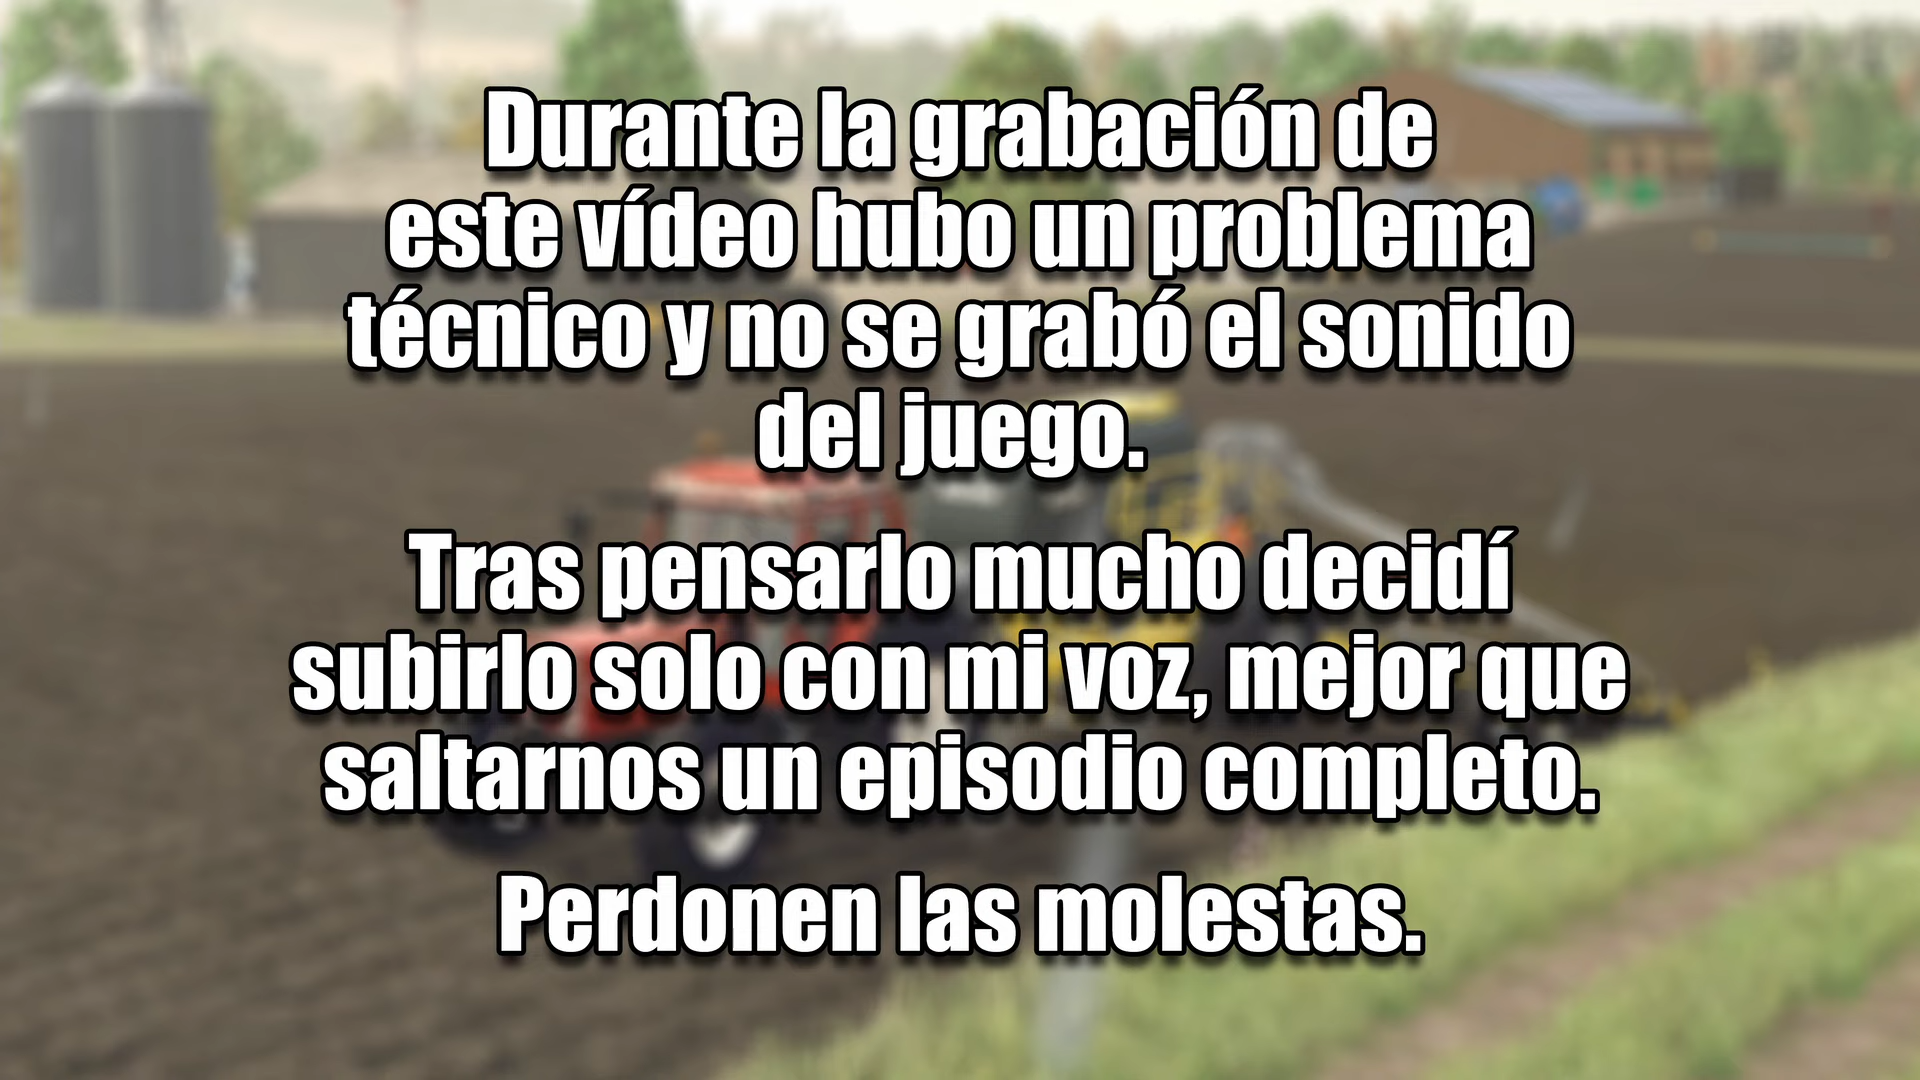 Durante la grabación de
este vídeo hubo un problema
técnico y no se grabó el sonido
del juego.
Tras pensarlo mucho decidí
subirlo solo con mi voz, mejor que
saltarnos un episodio completo.
Perdonen las molestas.